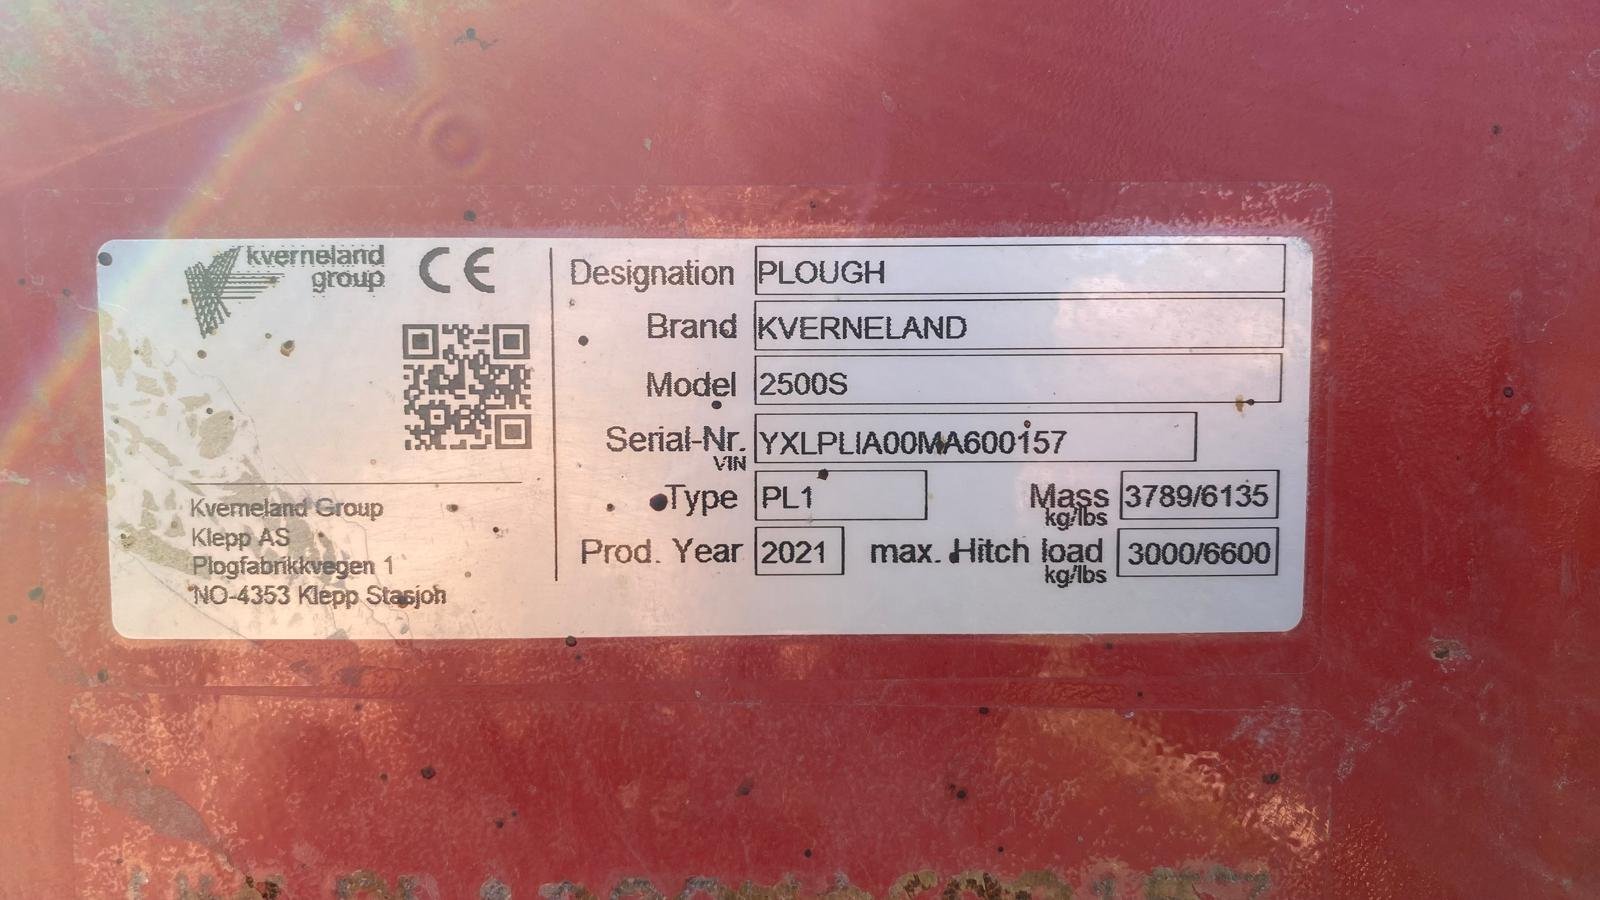 kverneland
group
CE
Designation PLOUGH
Brand KVERNELAND
Model 2500S
Serial-Nr. YXLPLIA00MA600157
VIN
Type PL1 Mass 3789/6135
kg/lbs
Prod. Year 2021 max. Hitch load 3000/6600
kg/lbs
Kverneland Group
Klepp AS
Plogfabrikkvegen 1
NO-4353 Klepp Stasjon